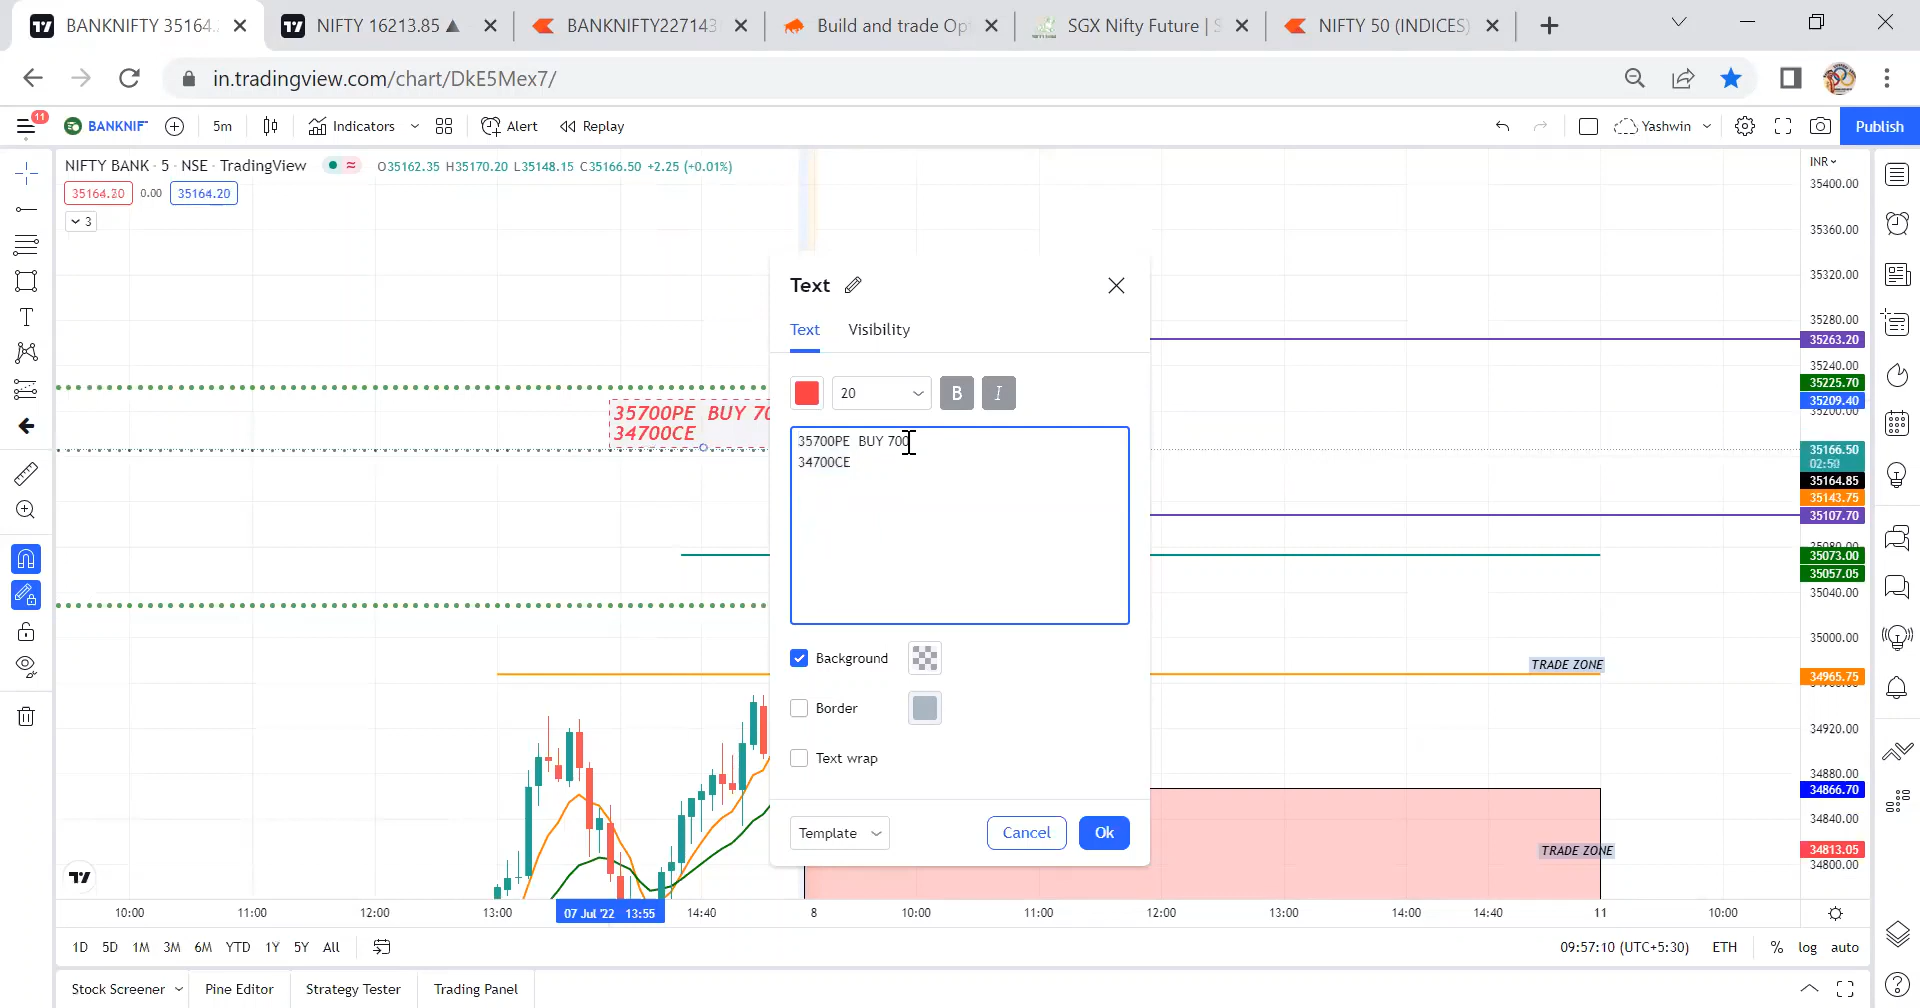 BANKNIFTY 35164.
NIFTY 16213.85 ▲
BANKNIFTY227143
Build and trade Op
SGX Nifty Future | S
NIFTY 50 (INDICES)
in.tradingview.com/chart/DkE5Mex7/
11
BANKNIF
5m
Indicators
Alert
Replay
Yashwin
Publish
NIFTY BANK · 5 · NSE · TradingView
O35162.35 H35170.20 L35148.15 C35166.50 +2.25 (+0.01%)
35164.20
0.00
35164.20
3
INR
35400.00
35360.00
35320.00
35280.00
35263.20
35240.00
35225.70
35209.40
35200.00
35166.50
02:50
35164.85
35143.75
35107.70
35080.00
35073.00
35057.05
35040.00
35000.00
34965.75
34920.00
34880.00
34866.70
34840.00
34813.05
34800.00
35700PE BUY 70
34700CE
Text
Text
Visibility
20
B
I
35700PE BUY 700
34700CE
Background
Border
Text wrap
Template
Cancel
Ok
TRADE ZONE
TRADE ZONE
10:00
11:00
12:00
13:00
07 Jul '22 13:55
14:40
8
10:00
11:00
12:00
13:00
14:00
14:40
11
10:00
1D
5D
1M
3M
6M
YTD
1Y
5Y
All
09:57:10 (UTC+5:30)
ETH
%
log
auto
Stock Screener
Pine Editor
Strategy Tester
Trading Panel